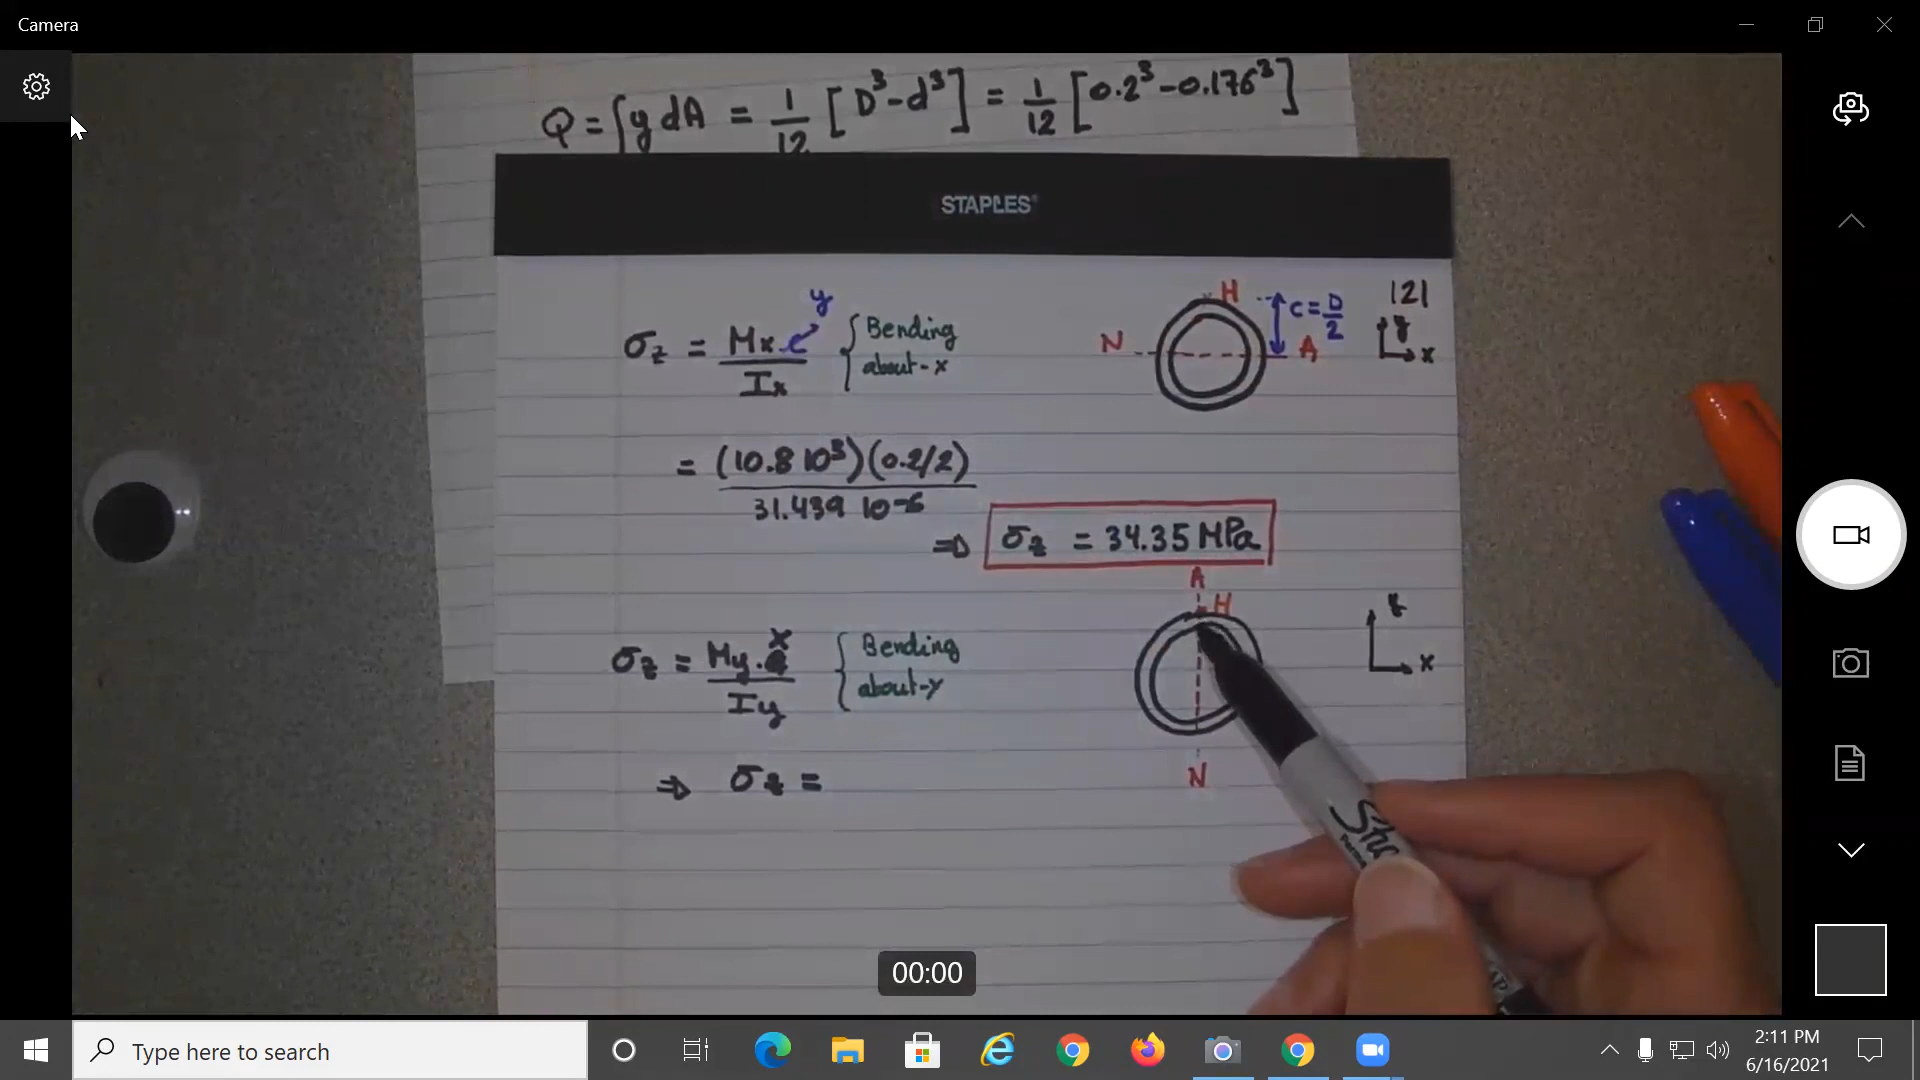 Camera
Q = ∫y dA = 1/12 [D³ - d³] = 1/12 [0.2³ - 0.176³]
STAPLES
121
σz = Mx.c / Ix
y
{ Bending
about-x
H
c = D/2
N
A
y
x
= (10.8 10³)(0.2/2) / 31.439 10⁻⁶
⇒ σz = 34.35 MPa
A
H
σz = My.x / Iy
{ Bending
about-y
y
x
N
⇒ σz =
00:00
Type here to search
2:11 PM
6/16/2021